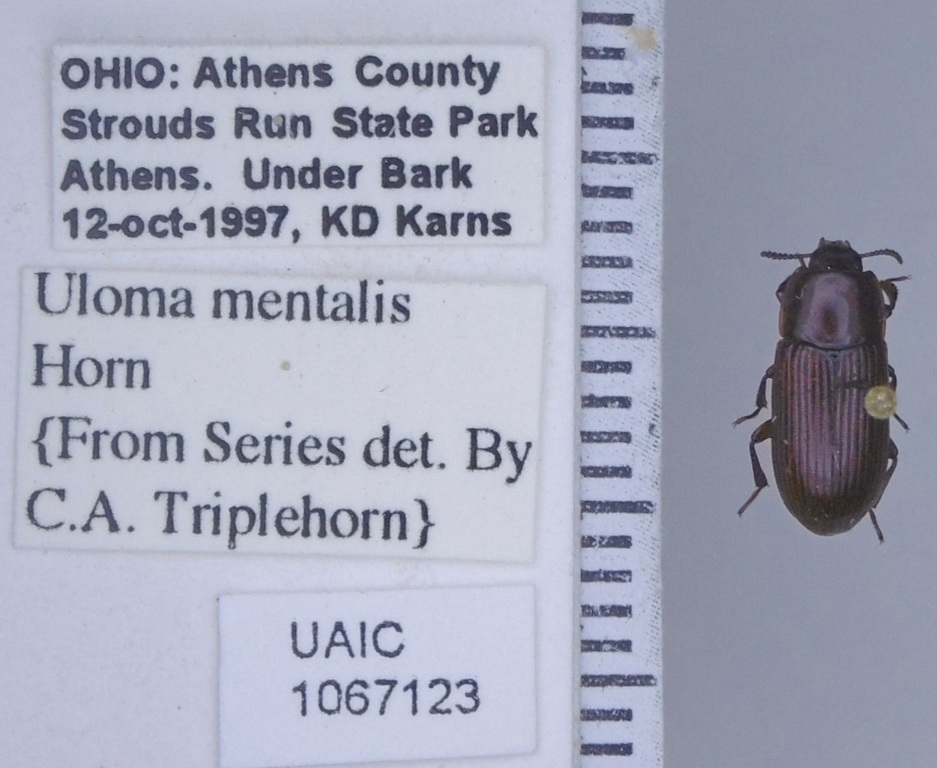 OHIO: Athens County
Strouds Run State Park
Athens. Under Bark
12-oct-1997, KD Karns
Uloma mentalis
Horn
{From Series det. By
C.A. Triplehorn}
UAIC
1067123